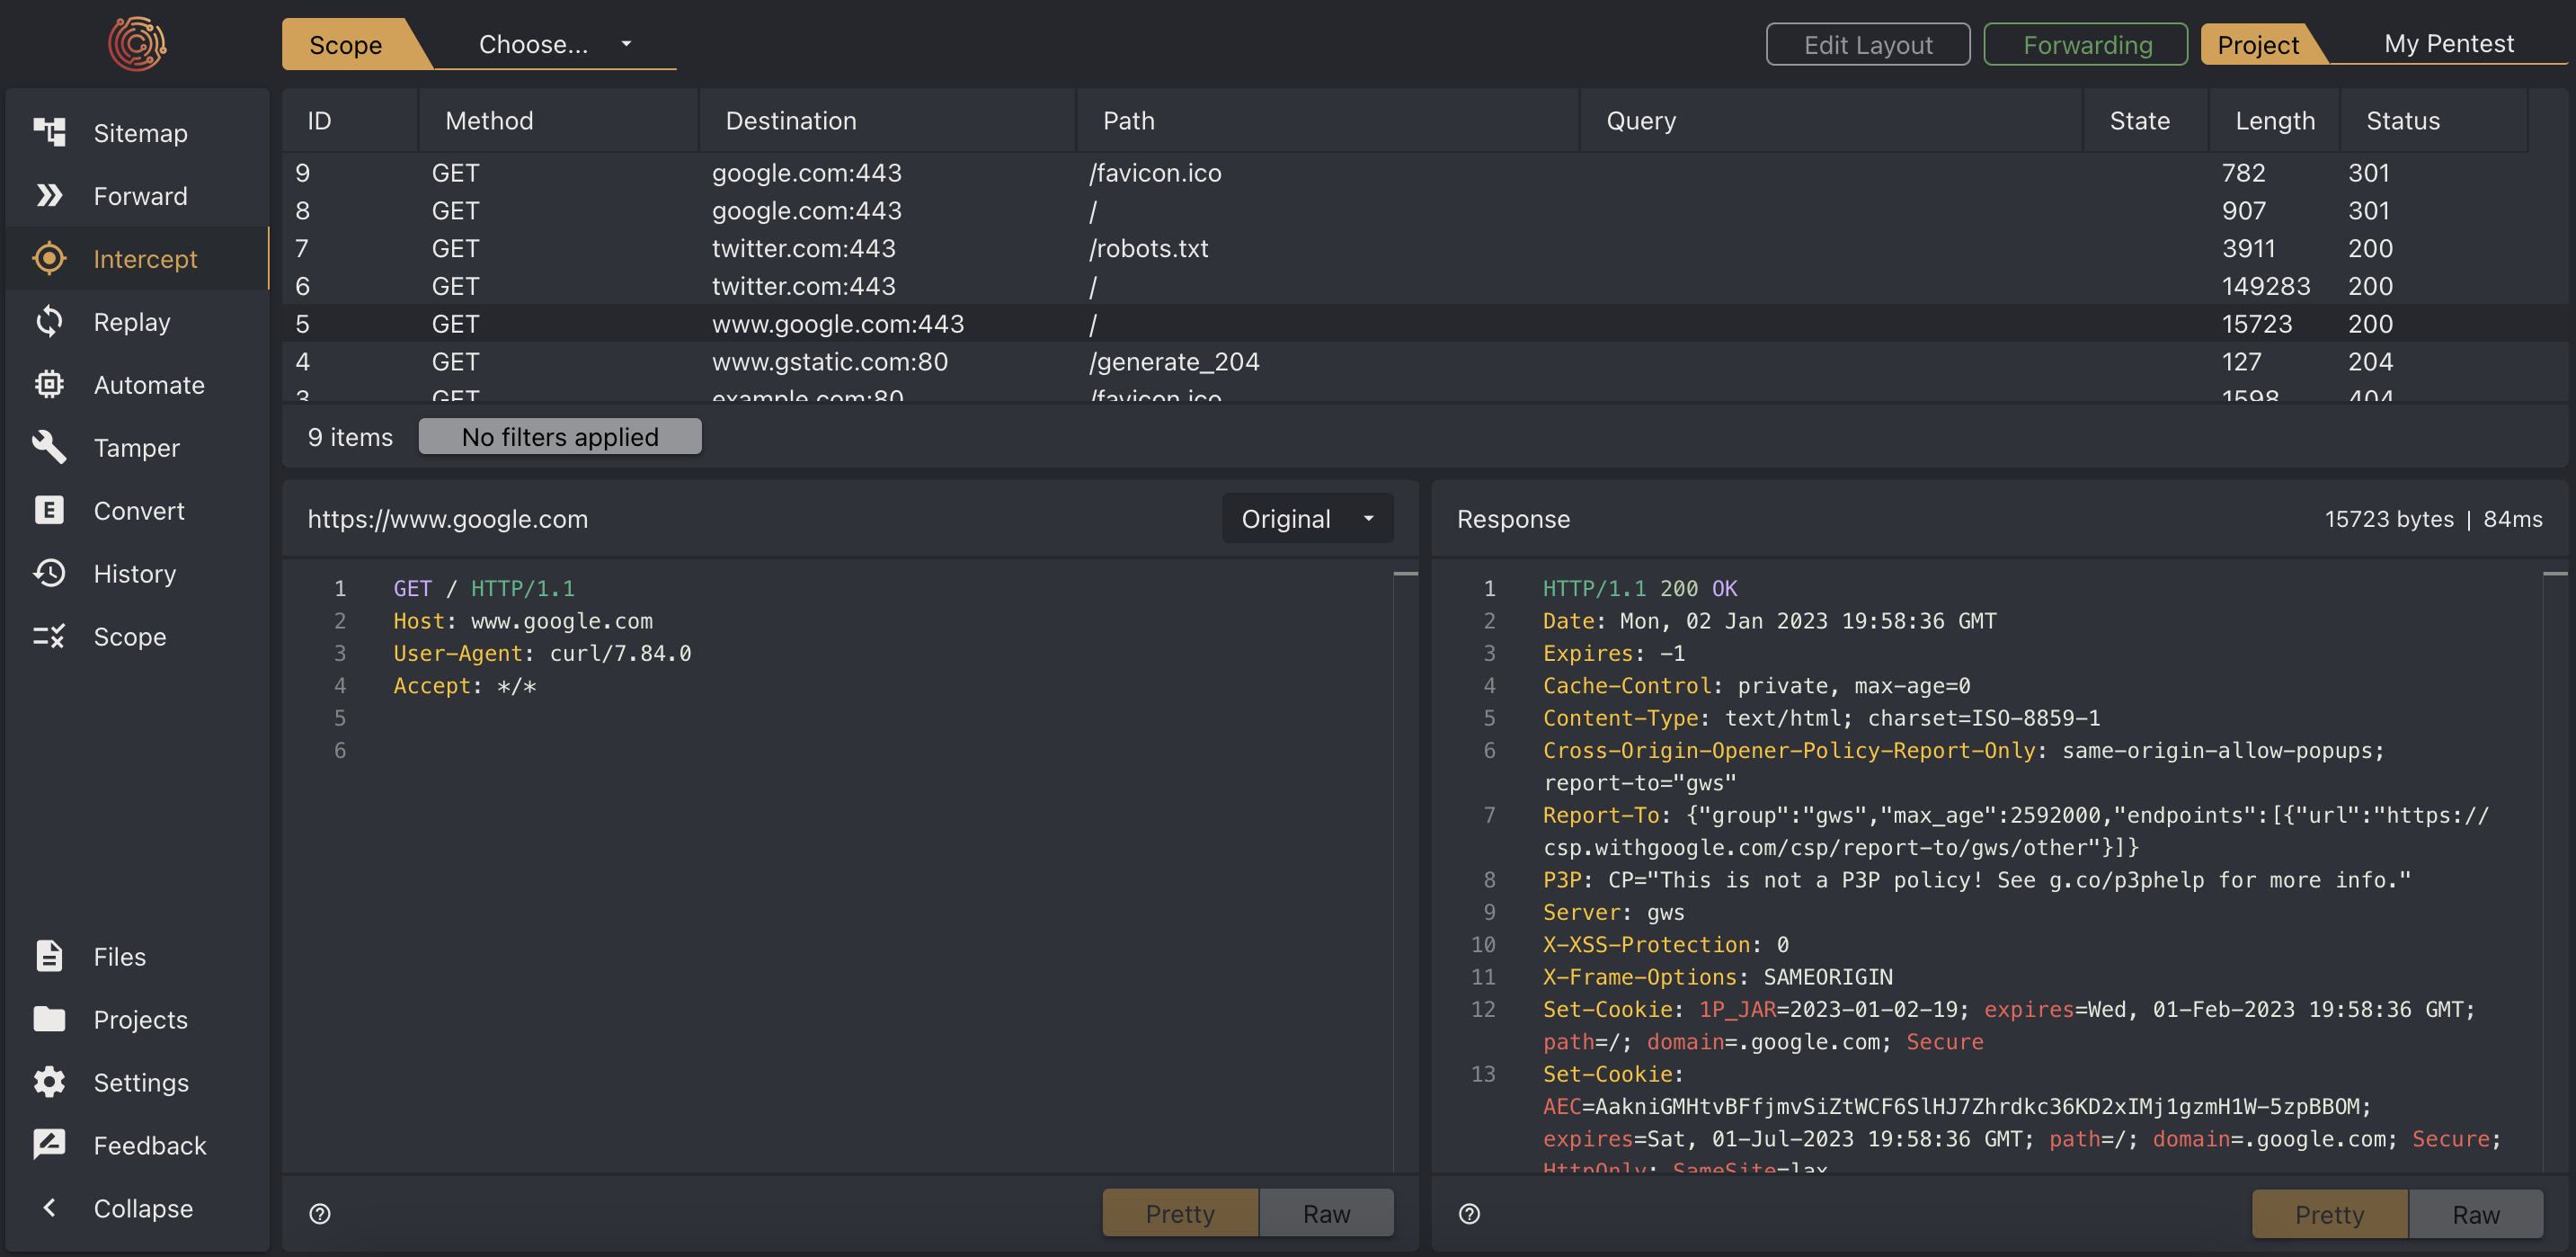 Scope Choose... Edit Layout Forwarding Project My Pentest
Sitemap
Forward
Intercept
Replay
Automate
Tamper
Convert
History
Scope
Files
Projects
Settings
Feedback
Collapse
ID Method Destination Path Query State Length Status
9 GET google.com:443 /favicon.ico 782 301
8 GET google.com:443 / 907 301
7 GET twitter.com:443 /robots.txt 3911 200
6 GET twitter.com:443 / 149283 200
5 GET www.google.com:443 / 15723 200
4 GET www.gstatic.com:80 /generate_204 127 204
3 GET example.com:80 /favicon.ico 1598 404
9 items No filters applied
https://www.google.com Original
1 GET / HTTP/1.1
2 Host: www.google.com
3 User-Agent: curl/7.84.0
4 Accept: */*
5
6
Pretty Raw
Response 15723 bytes | 84ms
1 HTTP/1.1 200 OK
2 Date: Mon, 02 Jan 2023 19:58:36 GMT
3 Expires: -1
4 Cache-Control: private, max-age=0
5 Content-Type: text/html; charset=ISO-8859-1
6 Cross-Origin-Opener-Policy-Report-Only: same-origin-allow-popups;
report-to="gws"
7 Report-To: {"group":"gws","max_age":2592000,"endpoints":[{"url":"https://
csp.withgoogle.com/csp/report-to/gws/other"}]}
8 P3P: CP="This is not a P3P policy! See g.co/p3phelp for more info."
9 Server: gws
10 X-XSS-Protection: 0
11 X-Frame-Options: SAMEORIGIN
12 Set-Cookie: 1P_JAR=2023-01-02-19; expires=Wed, 01-Feb-2023 19:58:36 GMT;
path=/; domain=.google.com; Secure
13 Set-Cookie:
AEC=AakniGMHtvBFfjmvSiZtWCF6SlHJ7Zhrdkc36KD2xIMj1gzmH1W-5zpBBOM;
expires=Sat, 01-Jul-2023 19:58:36 GMT; path=/; domain=.google.com; Secure;
HttpOnly; SameSite=lax
Pretty Raw